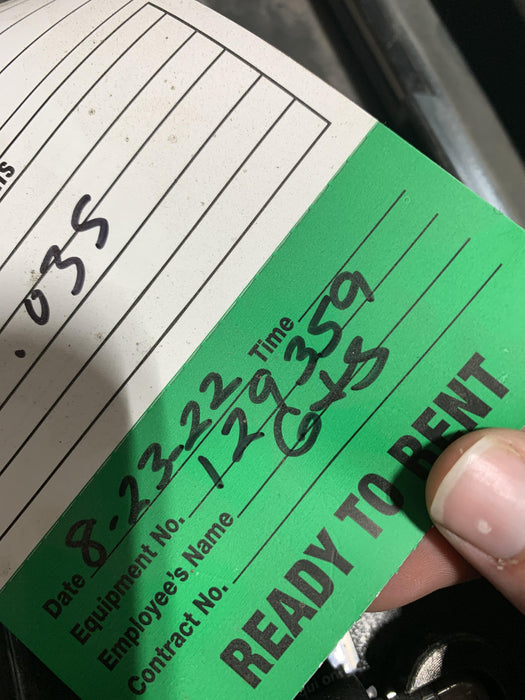 .035
Date 8-23-22 Time
Equipment No. 129359
Employee's Name
Contract No.
READY TO RENT